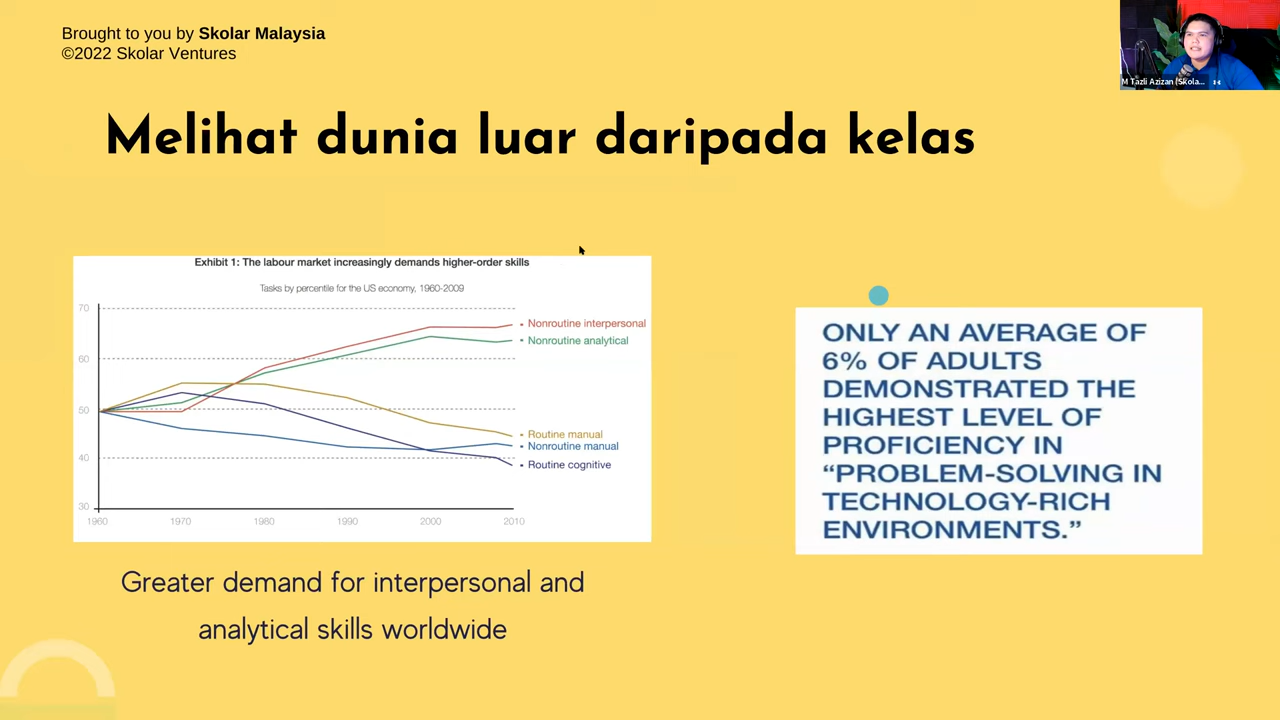 Brought to you by Skolar Malaysia
©2022 Skolar Ventures
M Tazli Azizan (Skola...
Melihat dunia luar daripada kelas
Exhibit 1: The labour market increasingly demands higher-order skills
Tasks by percentile for the US economy, 1960-2009
70
60
50
40
30
1960 1970 1980 1990 2000 2010
Nonroutine interpersonal
Nonroutine analytical
Routine manual
Nonroutine manual
Routine cognitive
Greater demand for interpersonal and
analytical skills worldwide
ONLY AN AVERAGE OF
6% OF ADULTS
DEMONSTRATED THE
HIGHEST LEVEL OF
PROFICIENCY IN
“PROBLEM-SOLVING IN
TECHNOLOGY-RICH
ENVIRONMENTS.”